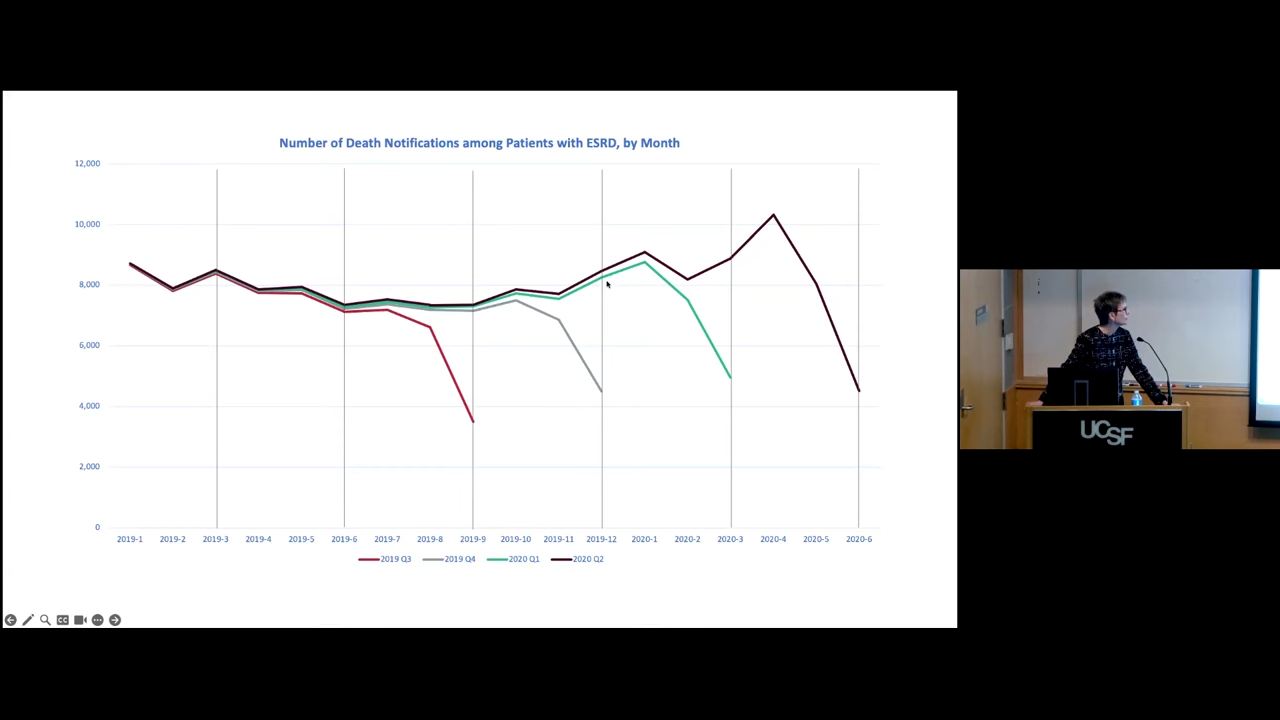 Number of Death Notifications among Patients with ESRD, by Month
12,000
10,000
8,000
6,000
4,000
2,000
0
2019-1 2019-2 2019-3 2019-4 2019-5 2019-6 2019-7 2019-8 2019-9 2019-10 2019-11 2019-12 2020-1 2020-2 2020-3 2020-4 2020-5 2020-6
2019 Q3 2019 Q4 2020 Q1 2020 Q2
CC
UCSF